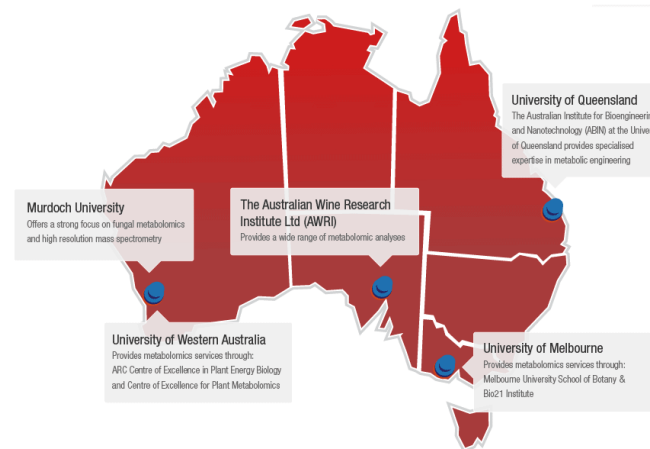 University of Queensland
The Australian Institute for Bioengineerin
and Nanotechnology (ABIN) at the Univer
of Queensland provides specialised
expertise in metabolic engineering
Murdoch University
Offers a strong focus on fungal metabolomics
and high resolution mass spectrometry
The Australian Wine Research
Institute Ltd (AWRI)
Provides a wide range of metabolomic analyses
University of Western Australia
Provides metabolomics services through:
ARC Centre of Excellence in Plant Energy Biology
and Centre of Excellence for Plant Metabolomics
University of Melbourne
Provides metabolomics services through:
Melbourne University School of Botany &
Bio21 Institute